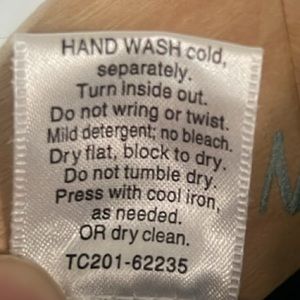 HAND WASH cold,
separately.
Turn inside out.
Do not wring or twist.
Mild detergent; no bleach.
Dry flat, block to dry.
Do not tumble dry.
Press with cool iron,
as needed.
OR dry clean.
TC201-62235